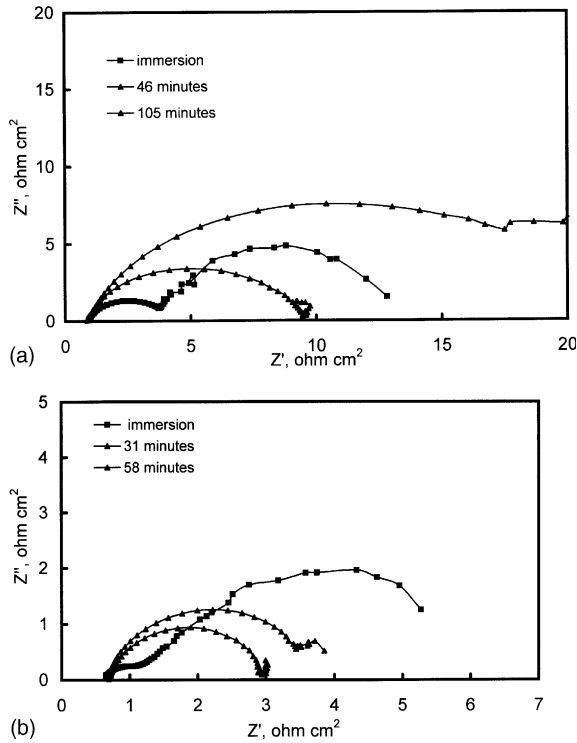 20
15
10
5
0
Z'', ohm cm²
immersion
46 minutes
105 minutes
0 5 10 15 20
Z', ohm cm²
(a)
5
4
3
2
1
0
Z'', ohm cm²
immersion
31 minutes
58 minutes
0 1 2 3 4 5 6 7
Z', ohm cm²
(b)